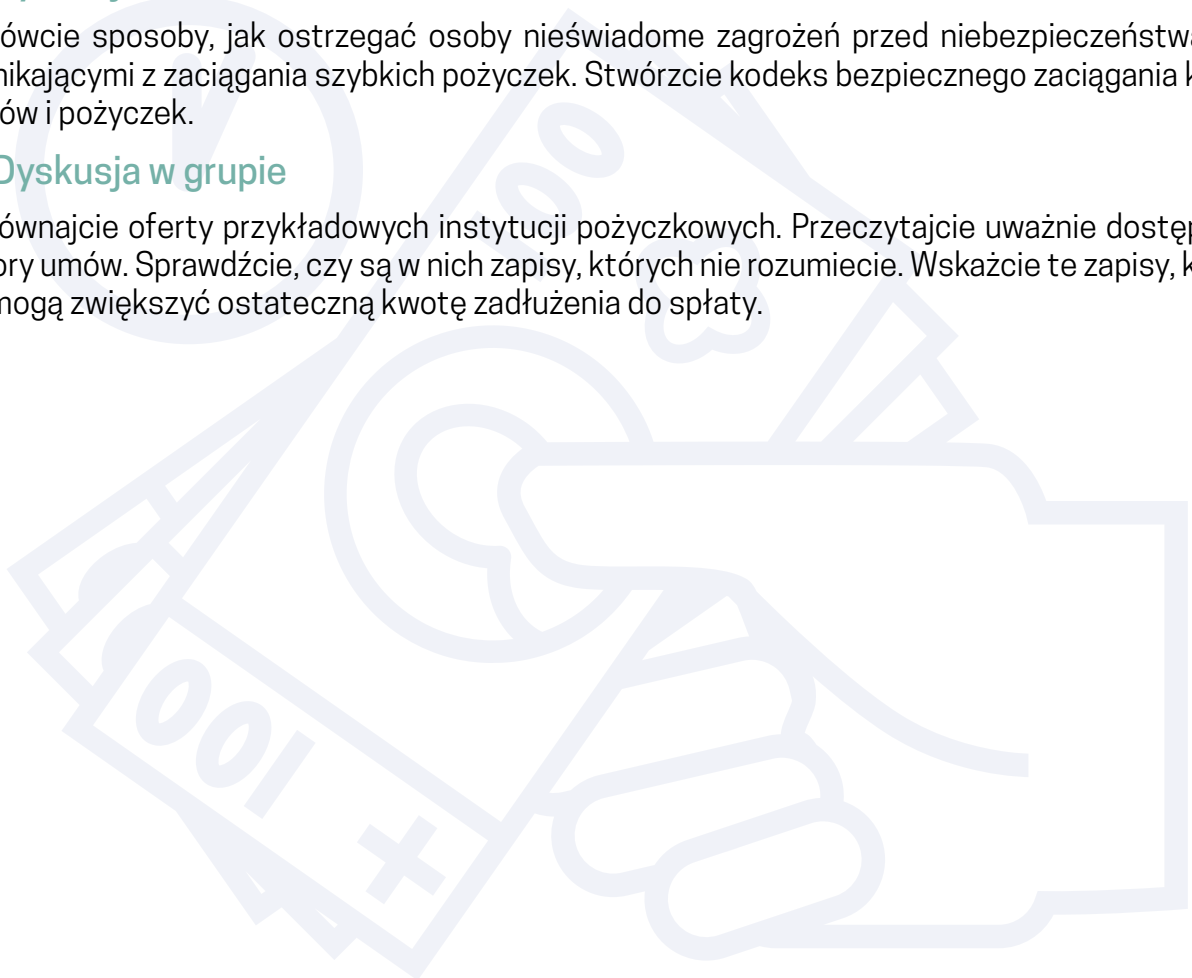 ówcie sposoby, jak ostrzegać osoby nieświadome zagrożeń przed niebezpieczeństwa
nikającymi z zaciągania szybkich pożyczek. Stwórzcie kodeks bezpiecznego zaciągania k
ów i pożyczek.
Dyskusja w grupie
ównajcie oferty przykładowych instytucji pożyczkowych. Przeczytajcie uważnie dostęp
ory umów. Sprawdźcie, czy są w nich zapisy, których nie rozumiecie. Wskażcie te zapisy, k
mogą zwiększyć ostateczną kwotę zadłużenia do spłaty.
100
100